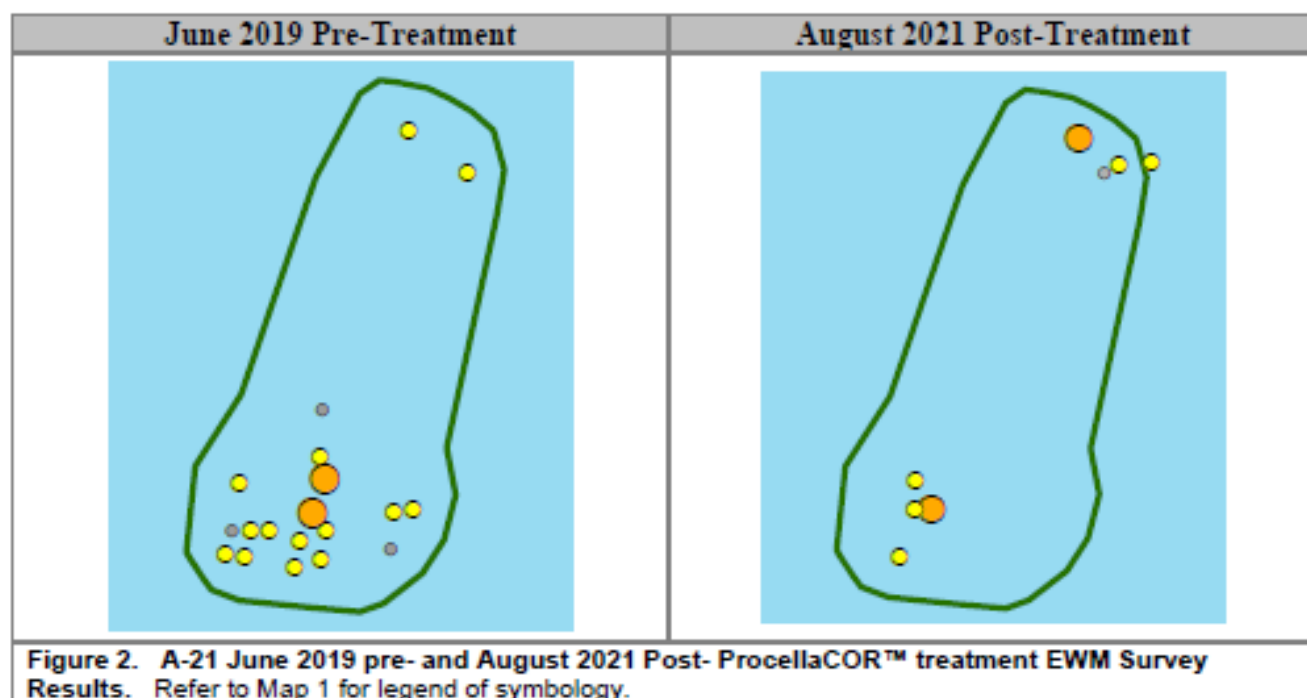 June 2019 Pre-Treatment
August 2021 Post-Treatment
Figure 2. A-21 June 2019 pre- and August 2021 Post- ProcellaCOR™ treatment EWM Survey
Results. Refer to Map 1 for legend of symbology.